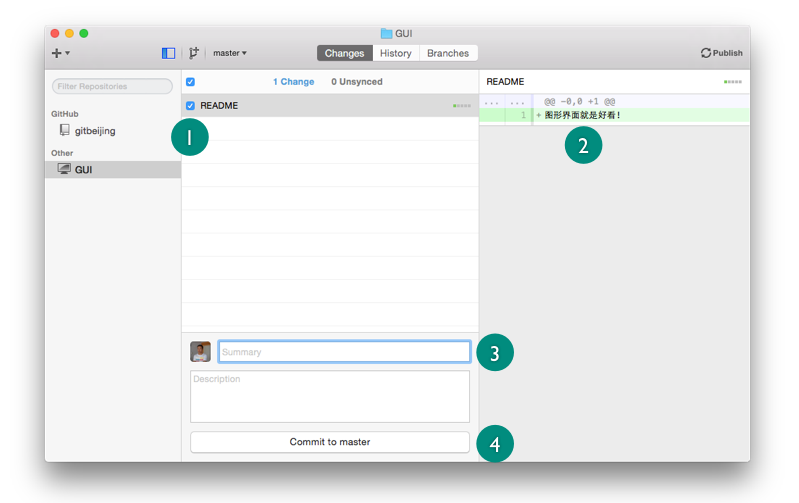 GUI
master
Changes History Branches
Publish
Filter Repositories
GitHub
gitbeijing
Other
GUI
1 Change 0 Unsynced
README
1
Summary
3
Description
Commit to master
4
README
... ... @@ -0,0 +1 @@
1 + 图形界面就是好看!
2